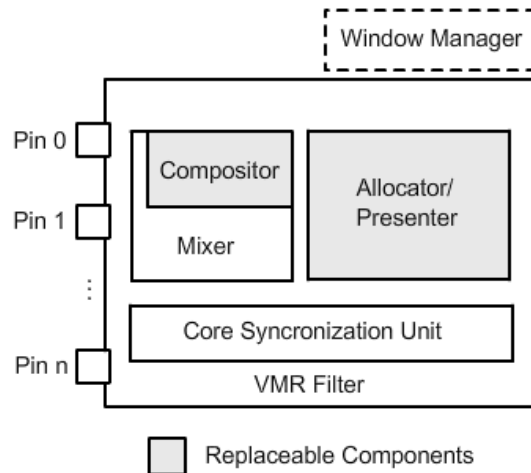 Window Manager
Pin 0
Compositor
Allocator/
Presenter
Pin 1
Mixer
⋮
Core Syncronization Unit
Pin n
VMR Filter
Replaceable Components